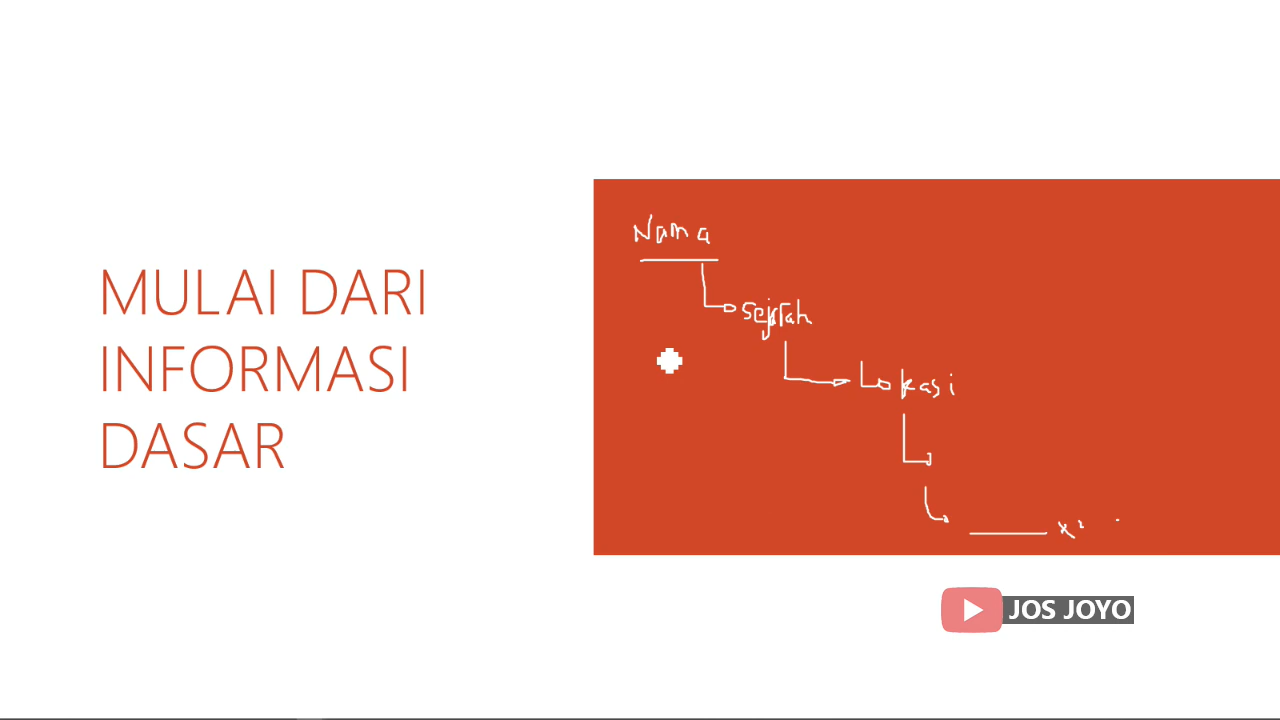 MULAI DARI
INFORMASI
DASAR
Nama
Sejarah
Lokasi
JOS JOYO